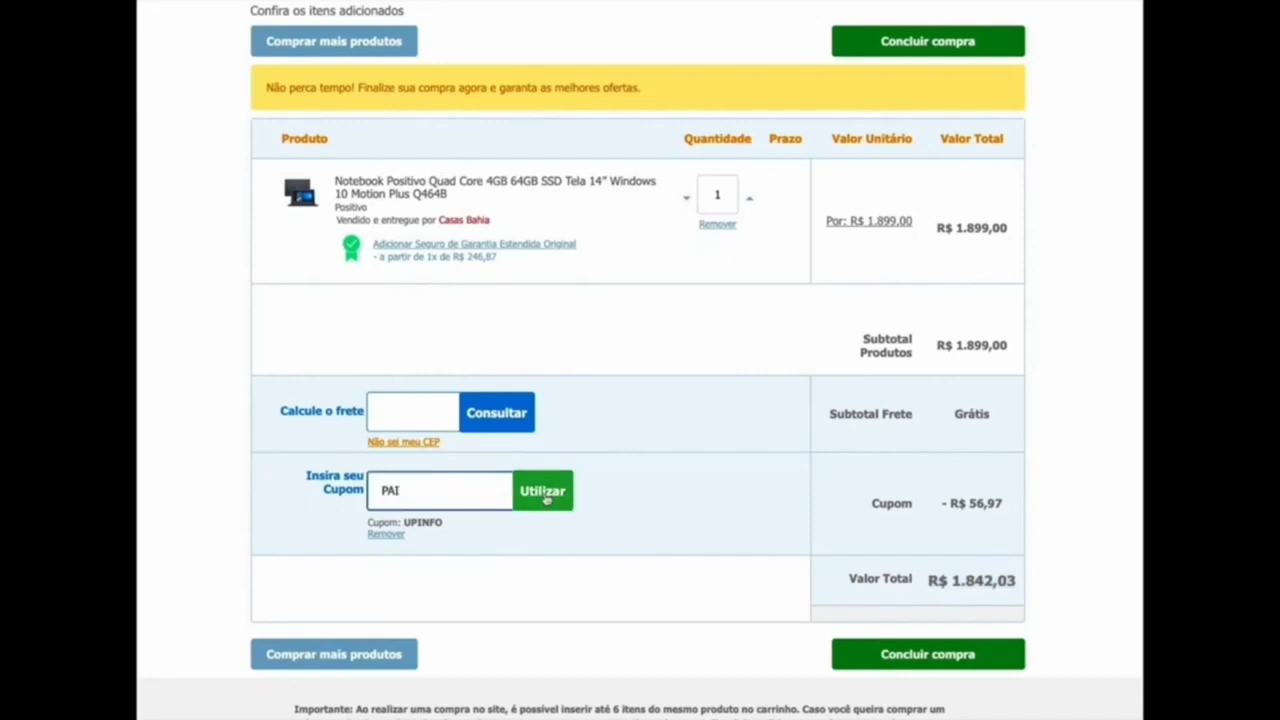 Confira os itens adicionados
Comprar mais produtos
Concluir compra
Não perca tempo! Finalize sua compra agora e garanta as melhores ofertas.
Produto Quantidade Prazo Valor Unitário Valor Total
Notebook Positivo Quad Core 4GB 64GB SSD Tela 14" Windows
10 Motion Plus Q464B
Positivo
Vendido e entregue por Casas Bahia
Adicionar Seguro de Garantia Estendida Original
- a partir de 1x de R$ 246,87
1
Remover
Por: R$ 1.899,00
R$ 1.899,00
Subtotal
Produtos
R$ 1.899,00
Calcule o frete
Consultar
Não sei meu CEP
Subtotal Frete
Grátis
Insira seu
Cupom
PAI
Utilizar
Cupom: UPINFO
Remover
Cupom
- R$ 56,97
Valor Total
R$ 1.842,03
Comprar mais produtos
Concluir compra
Importante: Ao realizar uma compra no site, é possível inserir até 6 itens do mesmo produto no carrinho. Caso você queira comprar um